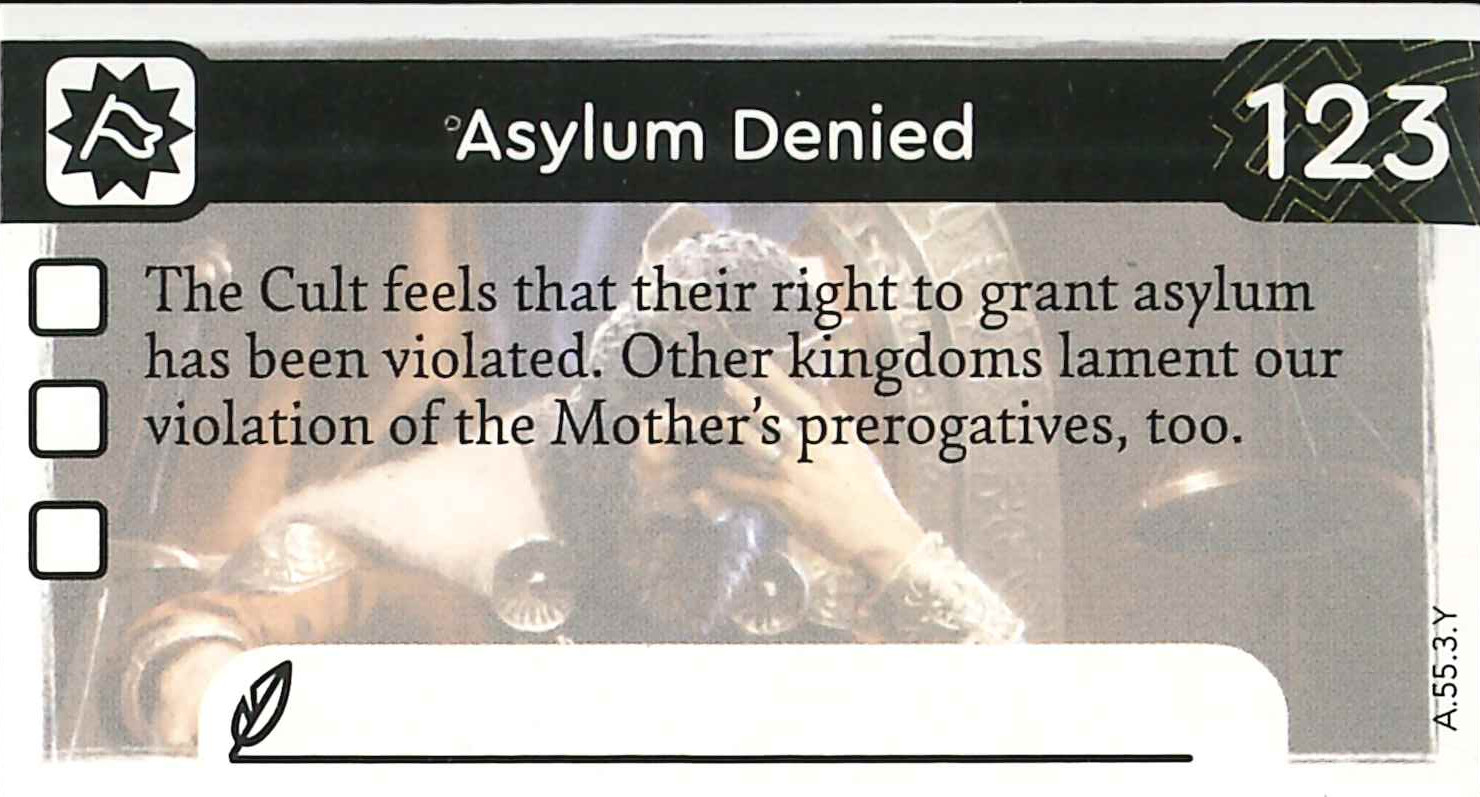 Asylum Denied
123
The Cult feels that their right to grant asylum
has been violated. Other kingdoms lament our
violation of the Mother's prerogatives, too.
A.55.3.Y